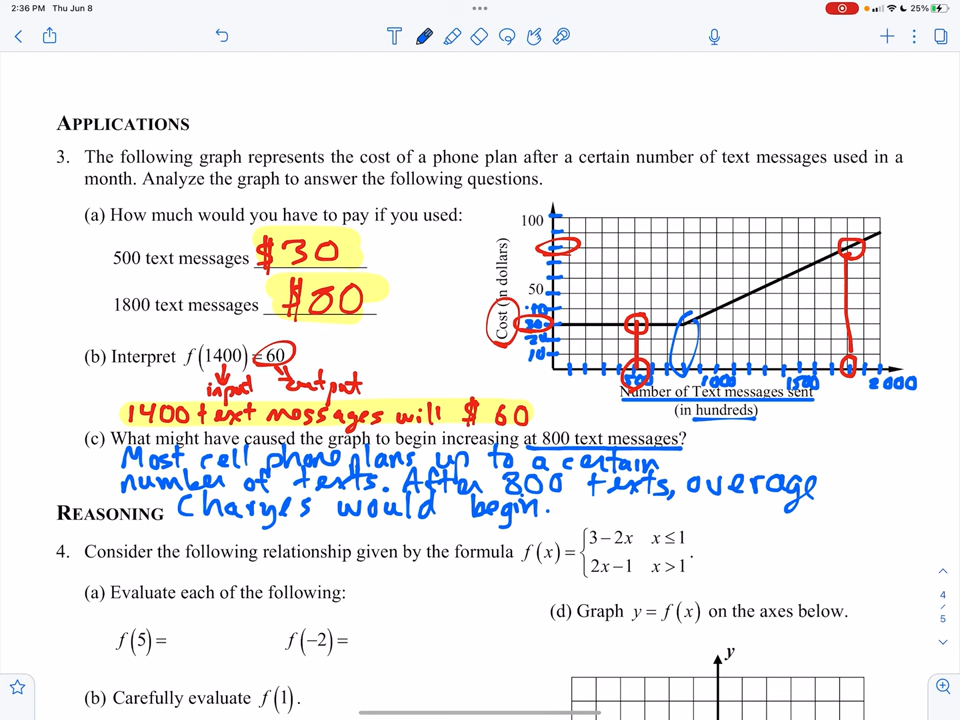 2:36 PM Thu Jun 8
25%
APPLICATIONS
3. The following graph represents the cost of a phone plan after a certain number of text messages used in a
month. Analyze the graph to answer the following questions.
(a) How much would you have to pay if you used:
500 text messages $30
1800 text messages $80
(b) Interpret f(1400) = 60
input output
1400 text messages will $ 60
100
50
40
30
20
10
Cost (in dollars)
500 1000 1500 2000
Number of Text messages sent
(in hundreds)
(c) What might have caused the graph to begin increasing at 800 text messages?
Most cell phone plans up to a certain
number of texts. After 800 texts, overage
charges would begin.
REASONING
4. Consider the following relationship given by the formula f(x) = { 3 − 2x x ≤ 1
2x − 1 x > 1 .
(a) Evaluate each of the following:
f(5) = f(−2) =
(b) Carefully evaluate f(1).
(d) Graph y = f(x) on the axes below.
y
4
/
5